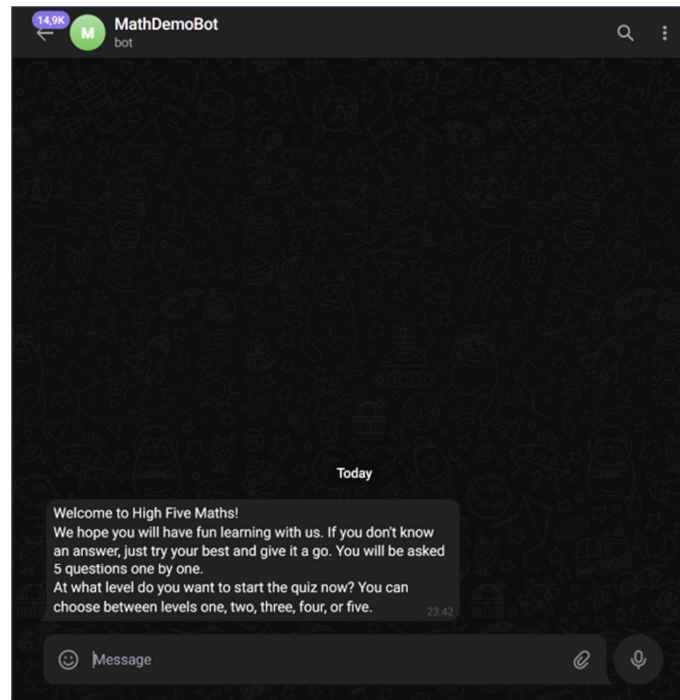 14,9K
M
MathDemoBot
bot
Today
Welcome to High Five Maths!
We hope you will have fun learning with us. If you don't know
an answer, just try your best and give it a go. You will be asked
5 questions one by one.
At what level do you want to start the quiz now? You can
choose between levels one, two, three, four, or five.
23:42
Message